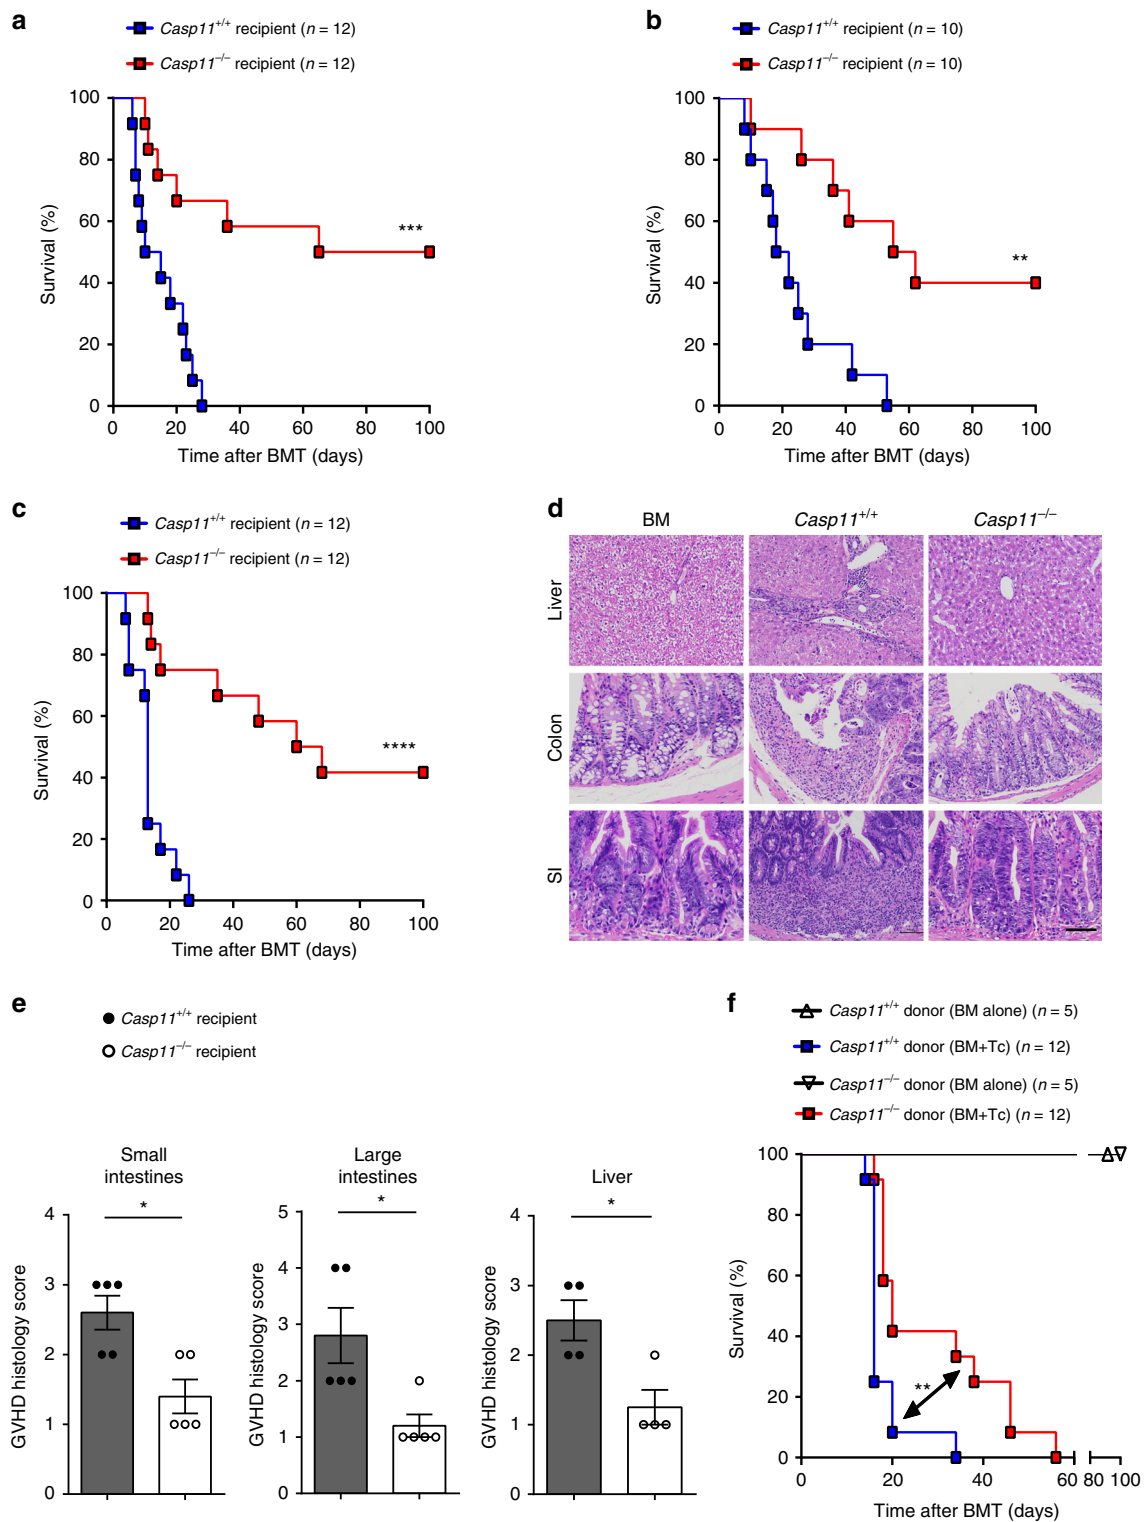 a
Casp11+/+ recipient (n = 12)
Casp11−/− recipient (n = 12)
100
80
60
40
20
0
Survival (%)
***
0 20 40 60 80 100
Time after BMT (days)
b
Casp11+/+ recipient (n = 10)
Casp11−/− recipient (n = 10)
100
80
60
40
20
0
Survival (%)
**
0 20 40 60 80 100
Time after BMT (days)
c
Casp11+/+ recipient (n = 12)
Casp11−/− recipient (n = 12)
100
80
60
40
20
0
Survival (%)
****
0 20 40 60 80 100
Time after BMT (days)
d
BM Casp11+/+ Casp11−/−
Liver
Colon
SI
e
Casp11+/+ recipient
Casp11−/− recipient
Small
intestines
*
4
3
2
1
0
GVHD histology score
Large
intestines
*
5
4
3
2
1
0
GVHD histology score
Liver
*
4
3
2
1
0
GVHD histology score
f
Casp11+/+ donor (BM alone) (n = 5)
Casp11+/+ donor (BM+Tc) (n = 12)
Casp11−/− donor (BM alone) (n = 5)
Casp11−/− donor (BM+Tc) (n = 12)
100
80
60
40
20
0
Survival (%)
**
0 20 40 60 80 100
Time after BMT (days)